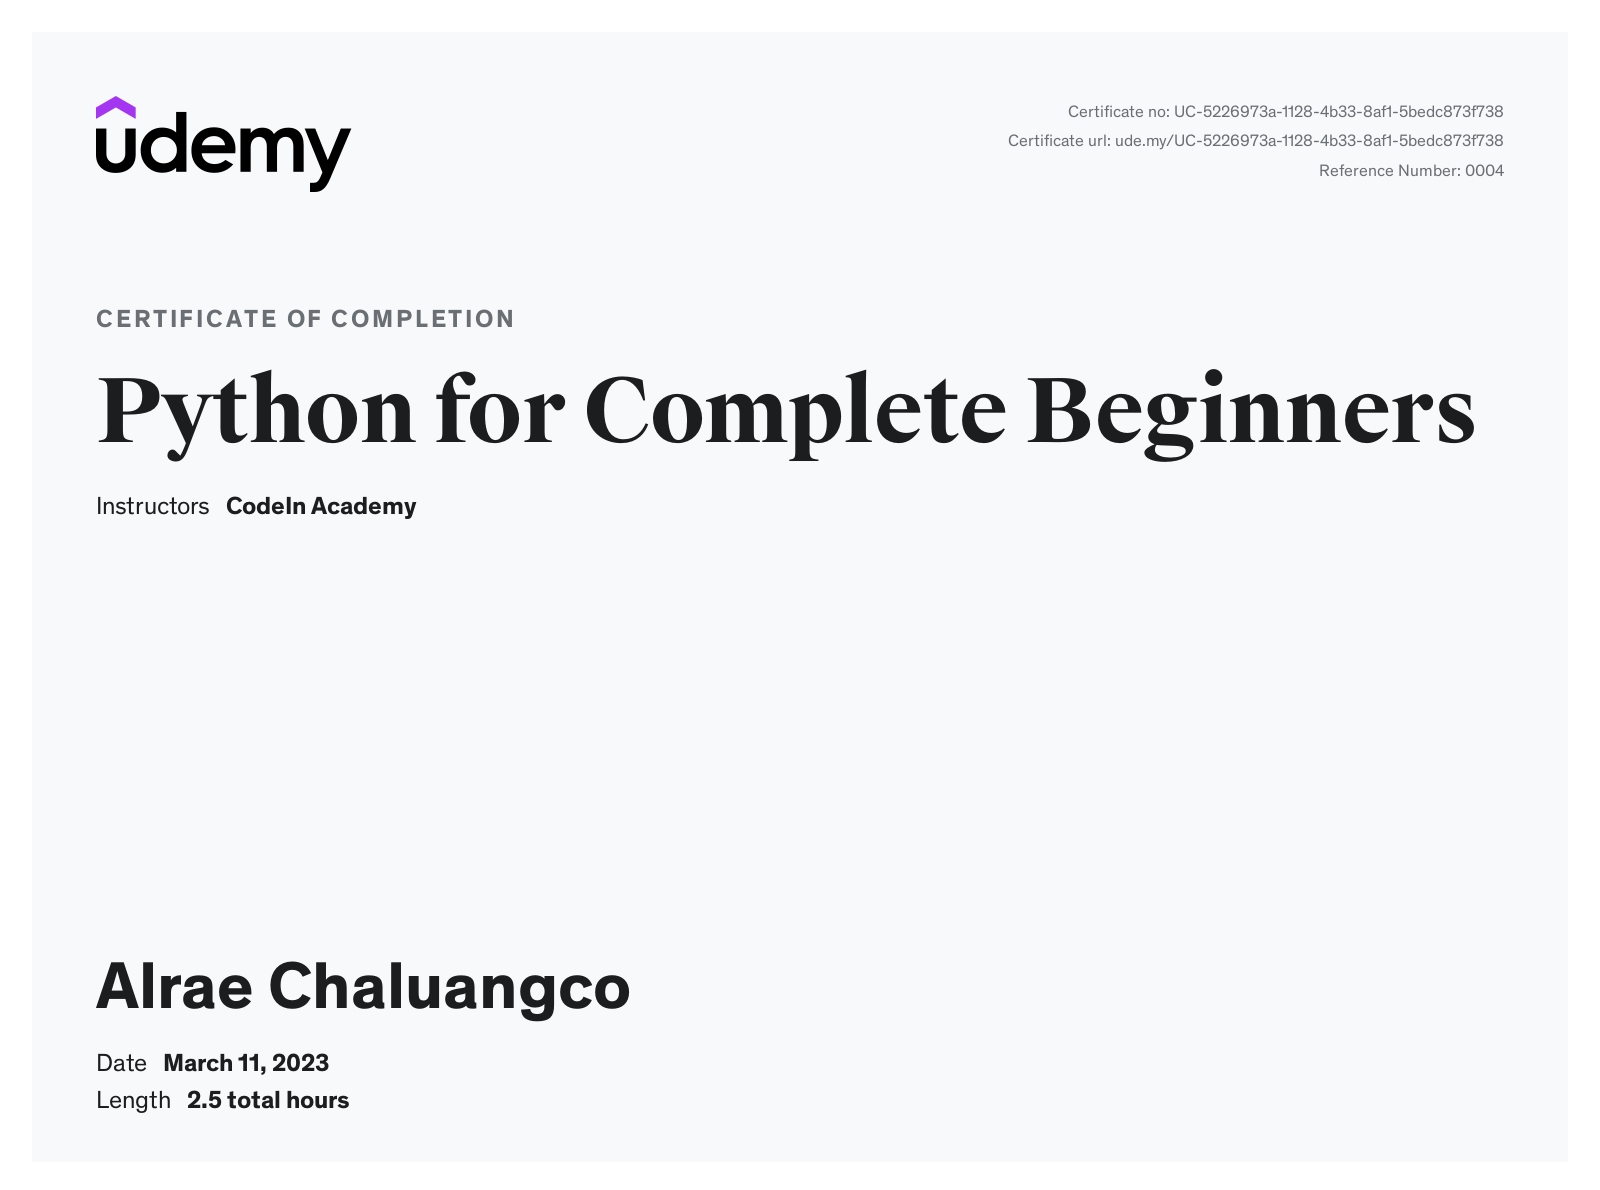 udemy
Certificate no: UC-5226973a-1128-4b33-8af1-5bedc873f738
Certificate url: ude.my/UC-5226973a-1128-4b33-8af1-5bedc873f738
Reference Number: 0004
CERTIFICATE OF COMPLETION
Python for Complete Beginners
Instructors CodeIn Academy
Alrae Chaluangco
Date March 11, 2023
Length 2.5 total hours